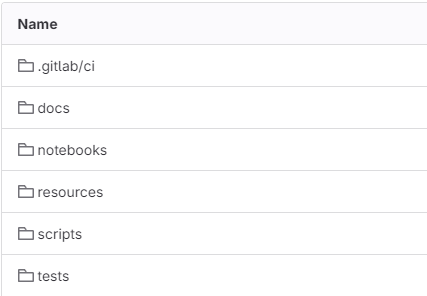 Name
.gitlab/ci
docs
notebooks
resources
scripts
tests